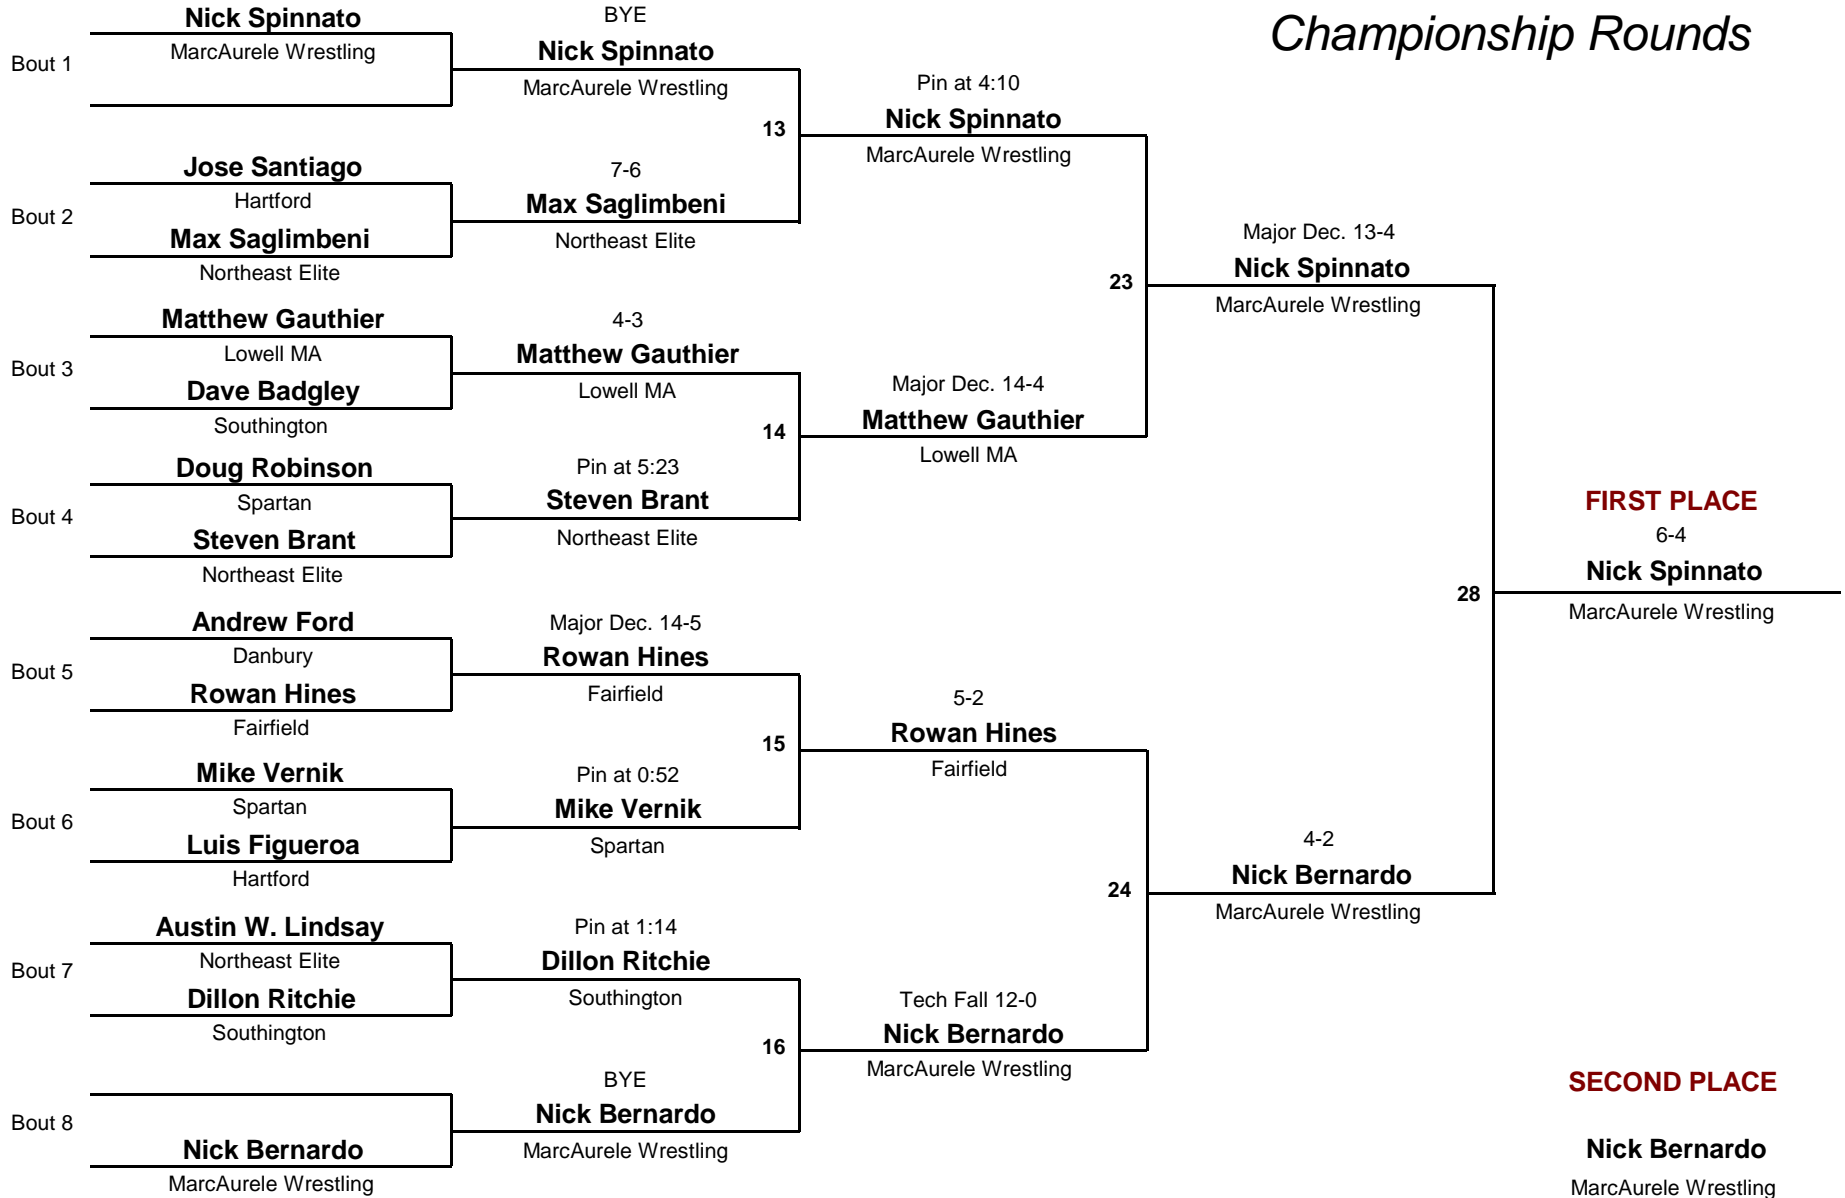 Championship Rounds
Bout 1
Nick Spinnato
MarcAurele Wrestling
Bout 2
Jose Santiago
Hartford
Max Saglimbeni
Northeast Elite
Bout 3
Matthew Gauthier
Lowell MA
Dave Badgley
Southington
Bout 4
Doug Robinson
Spartan
Steven Brant
Northeast Elite
Bout 5
Andrew Ford
Danbury
Rowan Hines
Fairfield
Bout 6
Mike Vernik
Spartan
Luis Figueroa
Hartford
Bout 7
Austin W. Lindsay
Northeast Elite
Dillon Ritchie
Southington
Bout 8
Nick Bernardo
MarcAurele Wrestling
BYE
Nick Spinnato
MarcAurele Wrestling
13
7-6
Max Saglimbeni
Northeast Elite
4-3
Matthew Gauthier
Lowell MA
14
Pin at 5:23
Steven Brant
Northeast Elite
Major Dec. 14-5
Rowan Hines
Fairfield
15
Pin at 0:52
Mike Vernik
Spartan
Pin at 1:14
Dillon Ritchie
Southington
16
BYE
Nick Bernardo
MarcAurele Wrestling
Pin at 4:10
Nick Spinnato
MarcAurele Wrestling
23
Major Dec. 14-4
Matthew Gauthier
Lowell MA
5-2
Rowan Hines
Fairfield
24
Tech Fall 12-0
Nick Bernardo
MarcAurele Wrestling
Major Dec. 13-4
Nick Spinnato
MarcAurele Wrestling
28
4-2
Nick Bernardo
MarcAurele Wrestling
FIRST PLACE
6-4
Nick Spinnato
MarcAurele Wrestling
SECOND PLACE
Nick Bernardo
MarcAurele Wrestling